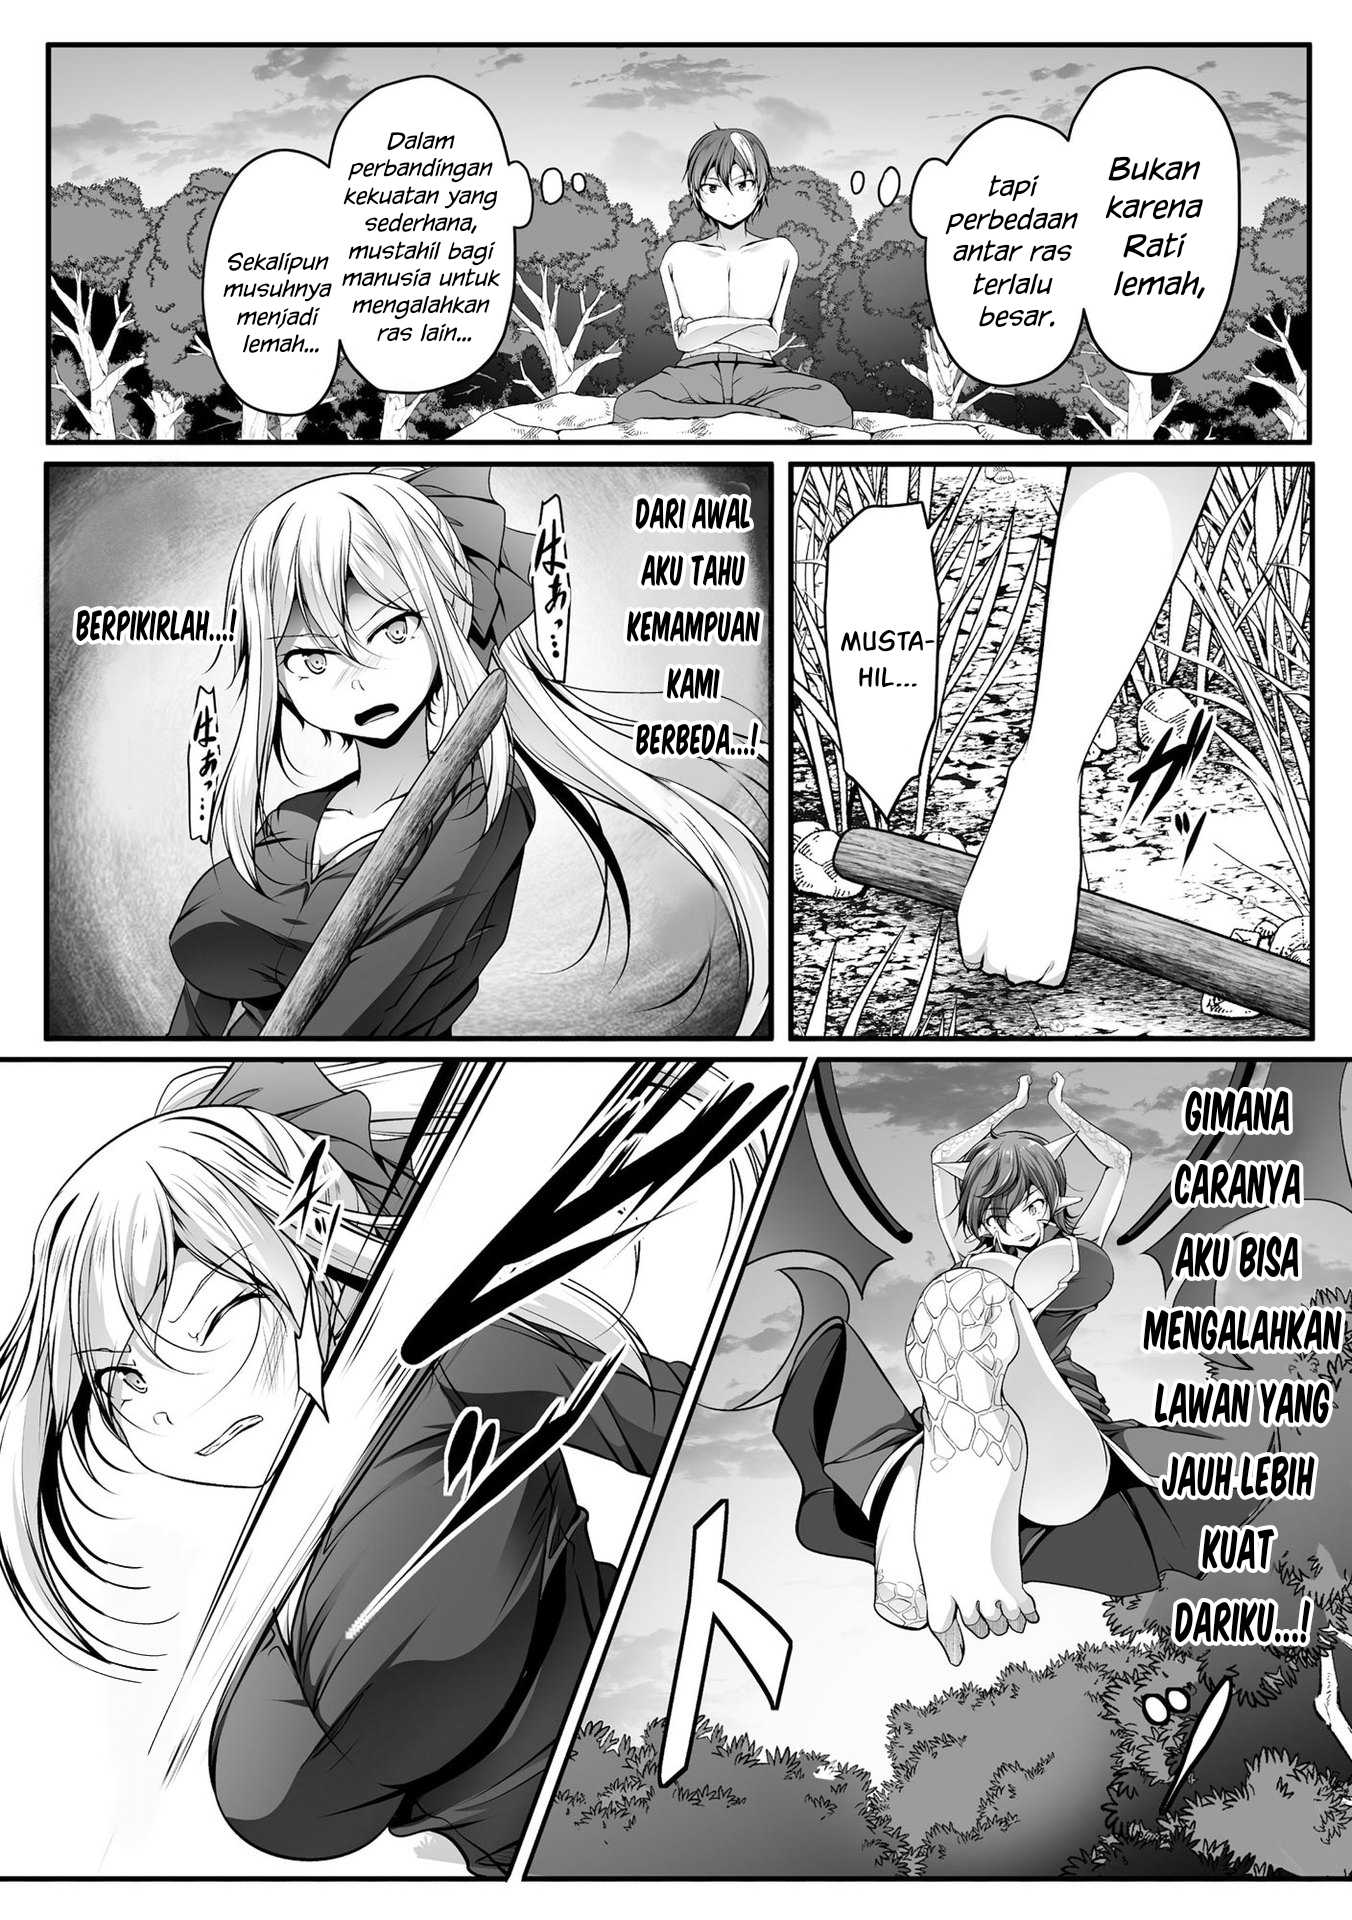 Bukan
karena
Rati
lemah,
tapi
perbedaan
antar ras
terlalu
besar.
Dalam
perbandingan
kekuatan yang
sederhana,
mustahil bagi
manusia untuk
mengalahkan
ras lain...
Sekalipun
musuhnya
menjadi
lemah...
MUSTA-
HIL...
ザ
ッ
DARI AWAL
AKU TAHU
KEMAMPUAN
KAMI
BERBEDA...!
はぁっ…
BERPIKIRLAH...!
はぁっ…
GIMANA
CARANYA
AKU BISA
MENGALAHKAN
LAWAN YANG
JAUH LEBIH
KUAT
DARIKU...!